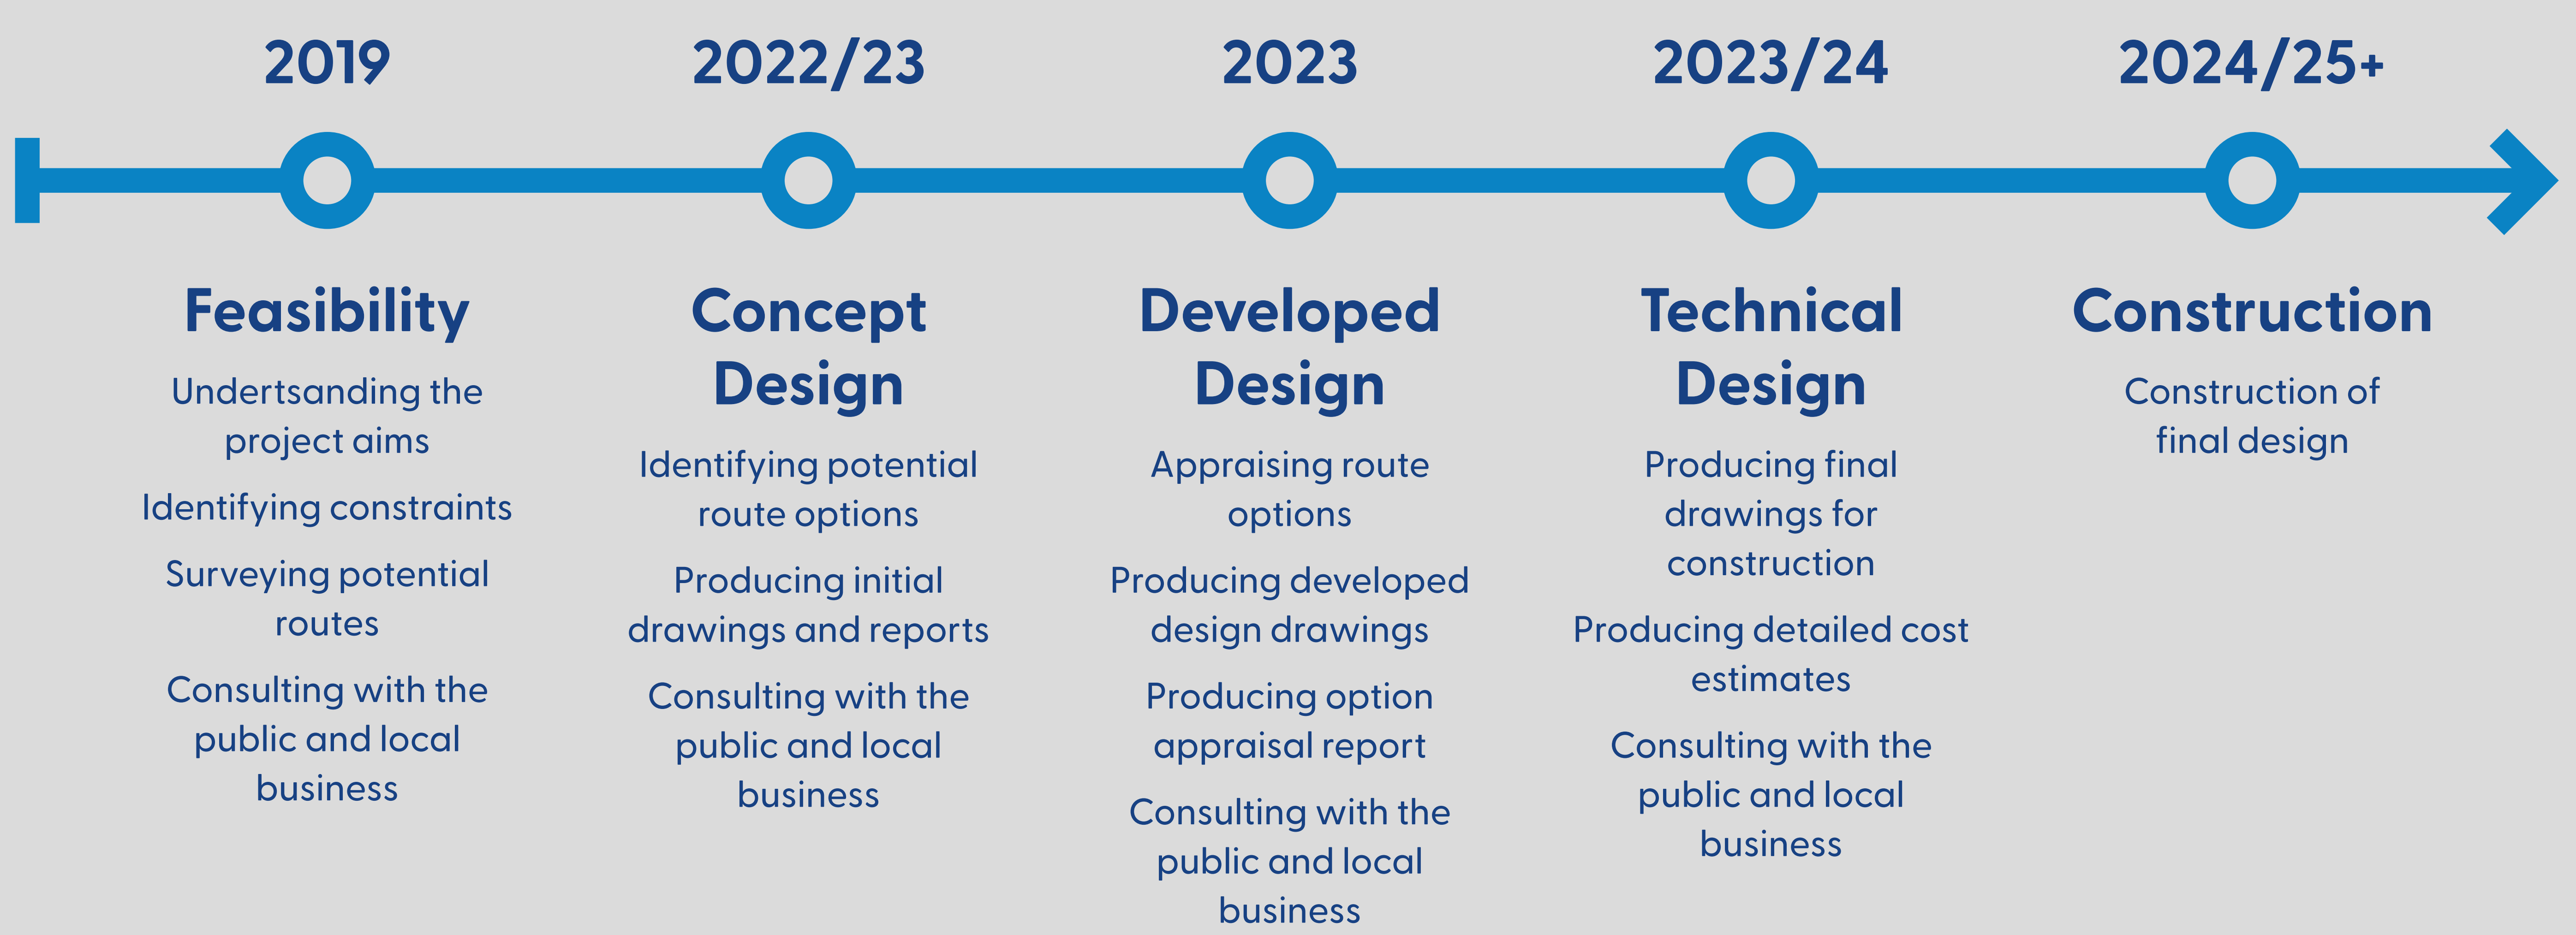 2019
2022/23
2023
2023/24
2024/25+
Feasibility
Undertsanding the
project aims
Identifying constraints
Surveying potential
routes
Consulting with the
public and local
business
Concept
Design
Identifying potential
route options
Producing initial
drawings and reports
Consulting with the
public and local
business
Developed
Design
Appraising route
options
Producing developed
design drawings
Producing option
appraisal report
Consulting with the
public and local
business
Technical
Design
Producing final
drawings for
construction
Producing detailed cost
estimates
Consulting with the
public and local
business
Construction
Construction of
final design